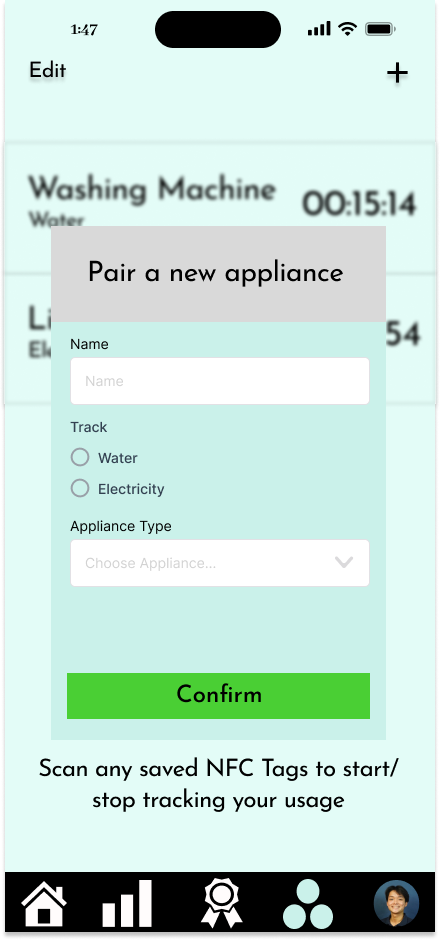 1:47
Edit
Washing Machine
00:15:14
Water
Pair a new appliance
Li
54
Ele
Name
Name
Track
Water
Electricity
Appliance Type
Choose Appliance...
Confirm
Scan any saved NFC Tags to start/
stop tracking your usage